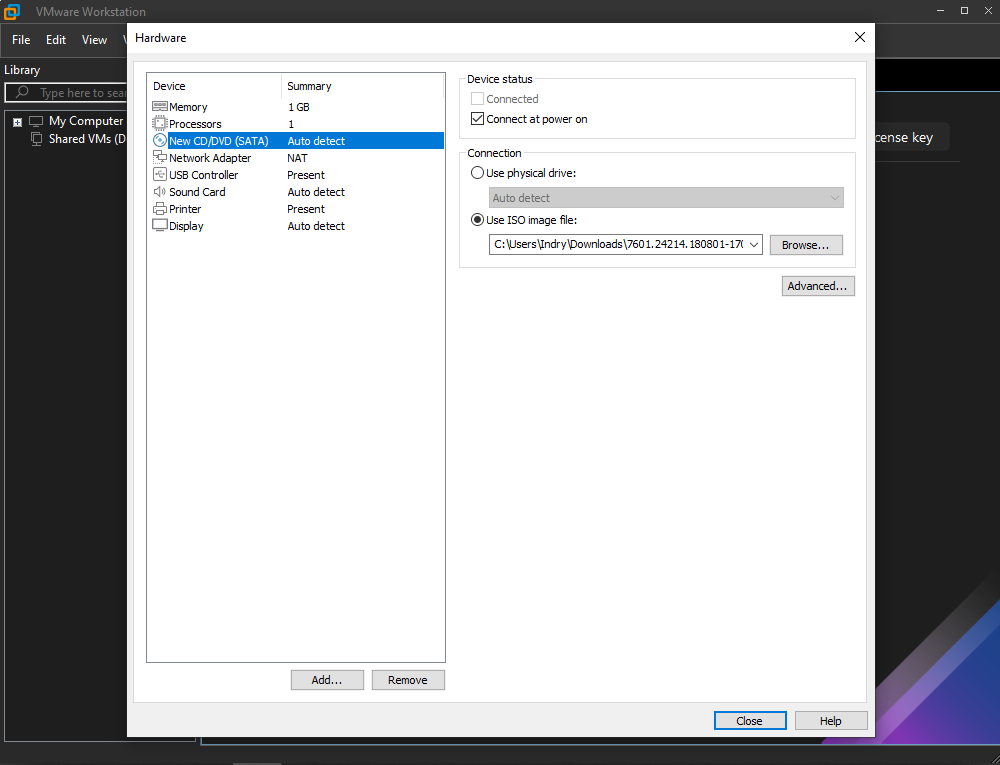 VMware Workstation
File Edit View
Hardware
Library
Type here to sear
My Computer
Shared VMs (D
Device Summary
Memory 1 GB
Processors 1
New CD/DVD (SATA) Auto detect
Network Adapter NAT
USB Controller Present
Sound Card Auto detect
Printer Present
Display Auto detect
Add... Remove
Device status
Connected
Connect at power on
Connection
Use physical drive:
Auto detect
Use ISO image file:
C:\Users\Indry\Downloads\7601.24214.180801-170 Browse...
Advanced...
cense key
Close Help